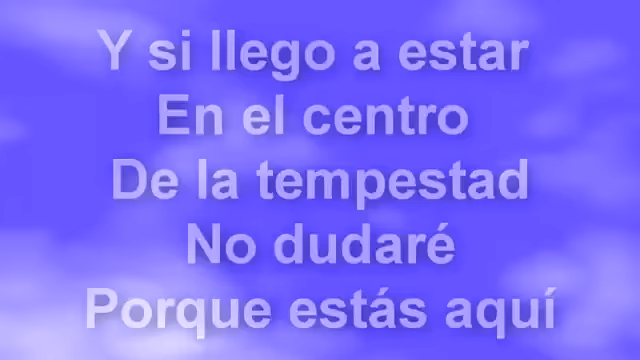 Y si llego a estar
En el centro
De la tempestad
No dudaré
Porque estás aquí